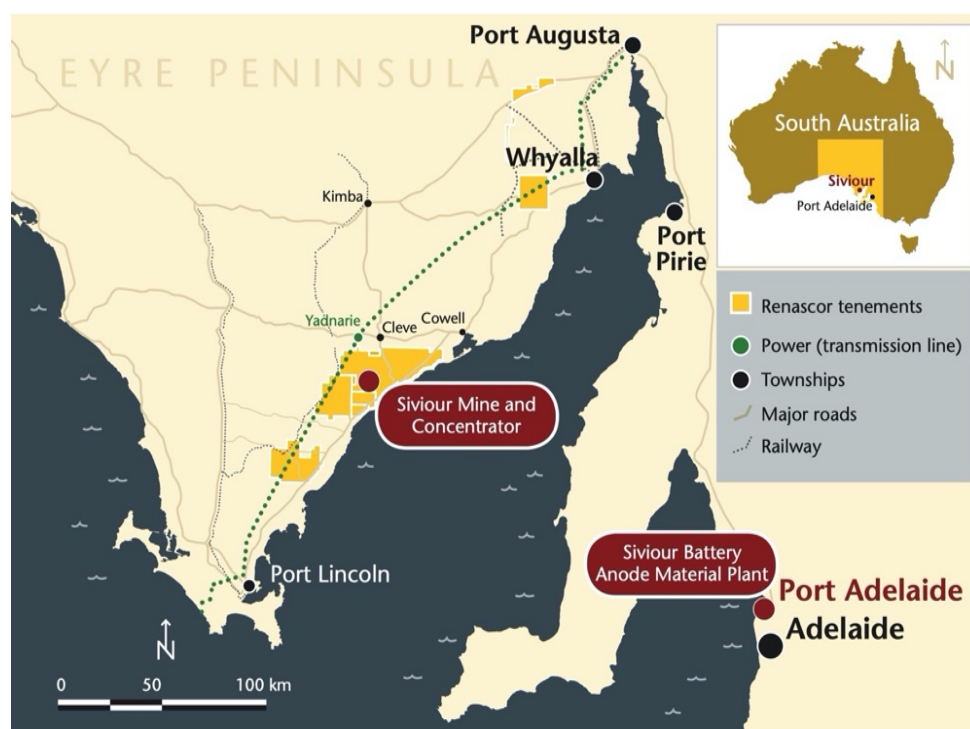 Port Augusta
EYRE PENINSULA
Whyalla
Kimba
Port
Pirie
Yadnarie
Cleve
Cowell
Siviour Mine and
Concentrator
Siviour Battery
Anode Material Plant
Port Adelaide
Adelaide
Port Lincoln
N
0 50 100 km
N
South Australia
Siviour
Port Adelaide
Renascor tenements
Power (transmission line)
Townships
Major roads
Railway